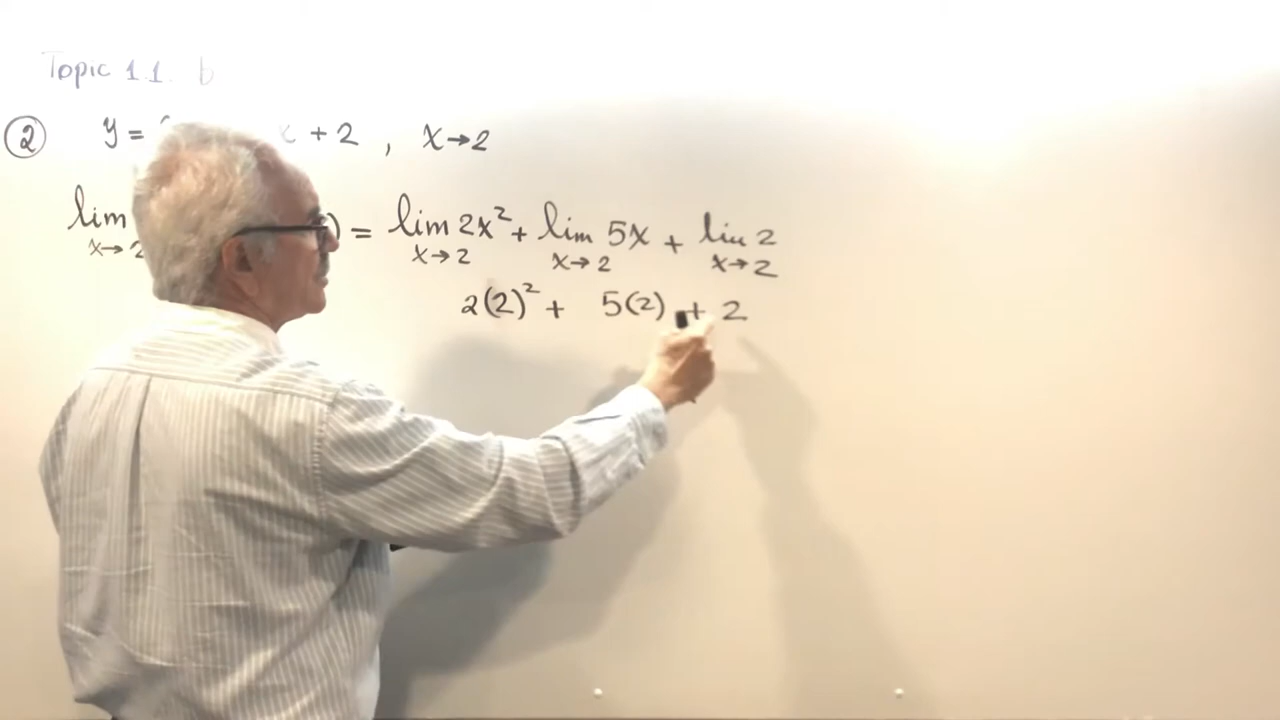 Topic 1.1. b
② y = x + 2 , x→2
lim ) = lim 2x² + lim 5x + lim 2
x→2 x→2 x→2 x→2
2(2)² + 5(2) + 2